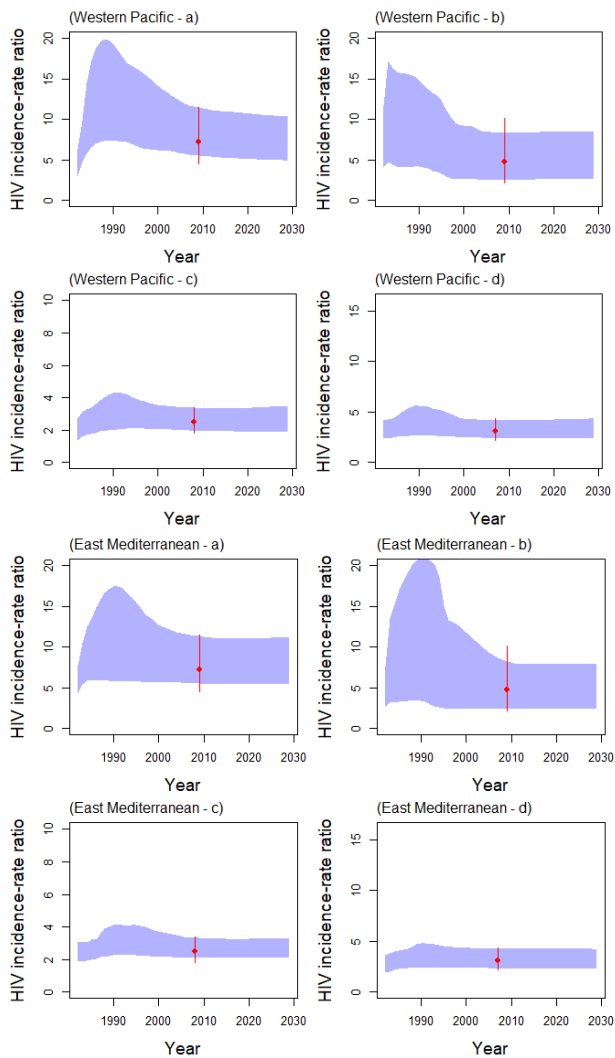 (Western Pacific - a)
HIV incidence-rate ratio
0
5
10
15
20
1990 2000 2010 2020 2030
Year
(Western Pacific - b)
HIV incidence-rate ratio
0
5
10
15
20
1990 2000 2010 2020 2030
Year
(Western Pacific - c)
HIV incidence-rate ratio
0
2
4
6
8
10
1990 2000 2010 2020 2030
Year
(Western Pacific - d)
HIV incidence-rate ratio
0
5
10
15
1990 2000 2010 2020 2030
Year
(East Mediterranean - a)
HIV incidence-rate ratio
0
5
10
15
20
1990 2000 2010 2020 2030
Year
(East Mediterranean - b)
HIV incidence-rate ratio
0
5
10
15
20
1990 2000 2010 2020 2030
Year
(East Mediterranean - c)
HIV incidence-rate ratio
0
2
4
6
8
10
1990 2000 2010 2020 2030
Year
(East Mediterranean - d)
HIV incidence-rate ratio
0
5
10
15
1990 2000 2010 2020 2030
Year